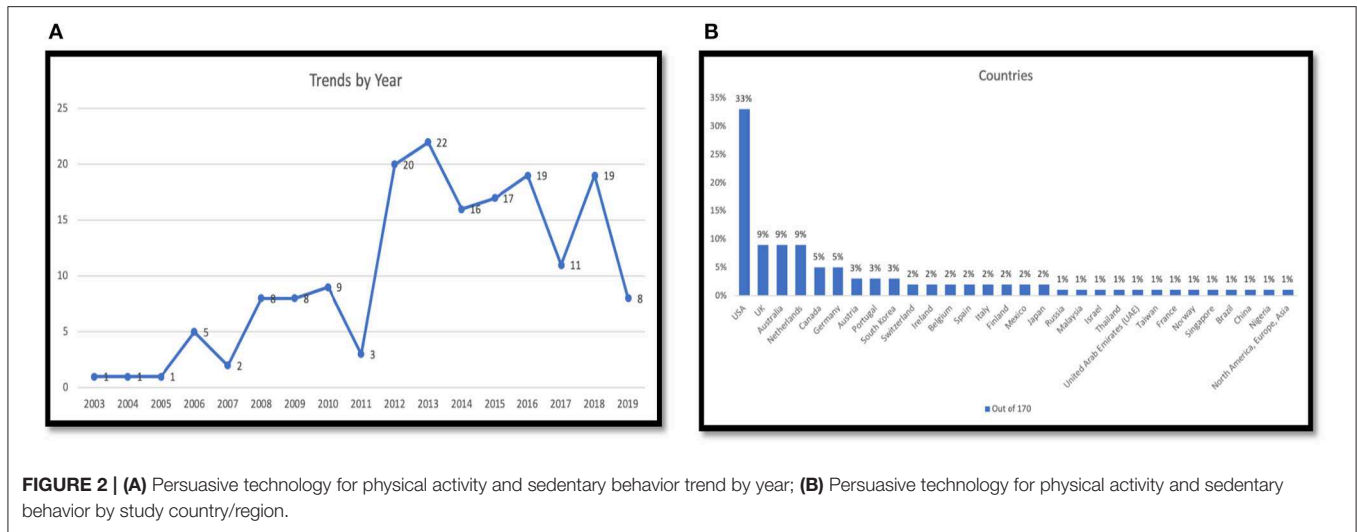 A
Trends by Year
25
20
15
10
5
0
1
1
1
5
2
8
8
9
3
20
22
16
17
19
11
19
8
2003 2004 2005 2006 2007 2008 2009 2010 2011 2012 2013 2014 2015 2016 2017 2018 2019
B
Countries
35%
30%
25%
20%
15%
10%
5%
0%
33%
9% 9% 9%
5% 5%
3% 3% 3%
2% 2% 2% 2% 2% 2% 2% 2%
1% 1% 1% 1% 1% 1% 1% 1% 1% 1% 1% 1% 1%
USA
UK
Australia
Netherlands
Canada
Germany
Austria
Portugal
South Korea
Switzerland
Ireland
Belgium
Spain
Italy
Finland
Mexico
Japan
Russia
Malaysia
Israel
Thailand
United Arab Emirates (UAE)
Taiwan
France
Norway
Singapore
Brazil
China
Nigeria
North America, Europe, Asia
Out of 170
FIGURE 2 | (A) Persuasive technology for physical activity and sedentary behavior trend by year; (B) Persuasive technology for physical activity and sedentary
behavior by study country/region.